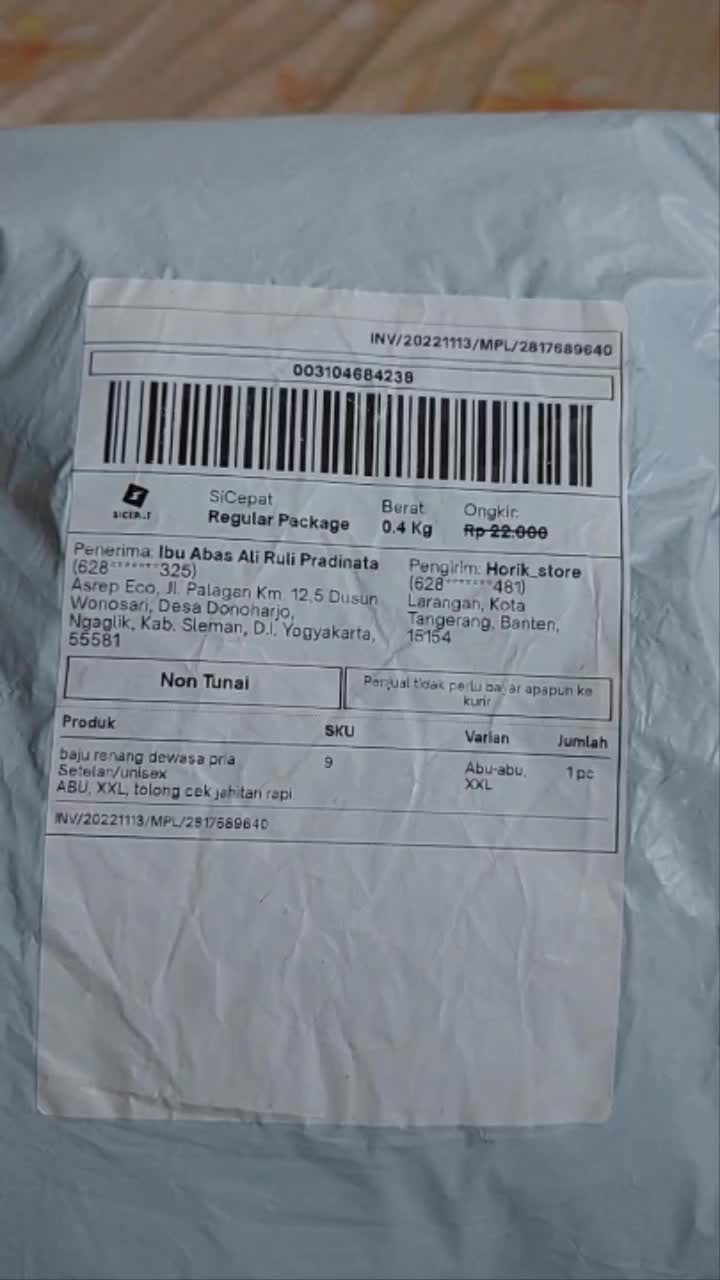 INV/20221113/MPL/2817689640
003104684238
SiCepat
Regular Package
Berat
0.4 Kg
Ongkir:
Rp 22.000
SICEPAT
Penerima: Ibu Abas Ali Ruli Pradinata
(628*******325)
Asrep Eco, Jl. Palagan Km. 12,5 Dusun
Wonosari, Desa Donoharjo,
Ngaglik, Kab. Sleman, D.I. Yogyakarta,
55581
Pengirim: Horik_store
(628*******481)
Larangan, Kota
Tangerang, Banten,
15154
Non Tunai
Penjual tidak perlu bayar apapun ke
kurir
Produk SKU Varian Jumlah
baju renang dewasa pria 9 Abu-abu, 1 pc
Setelan/unisex XXL
ABU, XXL, tolong cek jahitan rapi
INV/20221113/MPL/2817689640